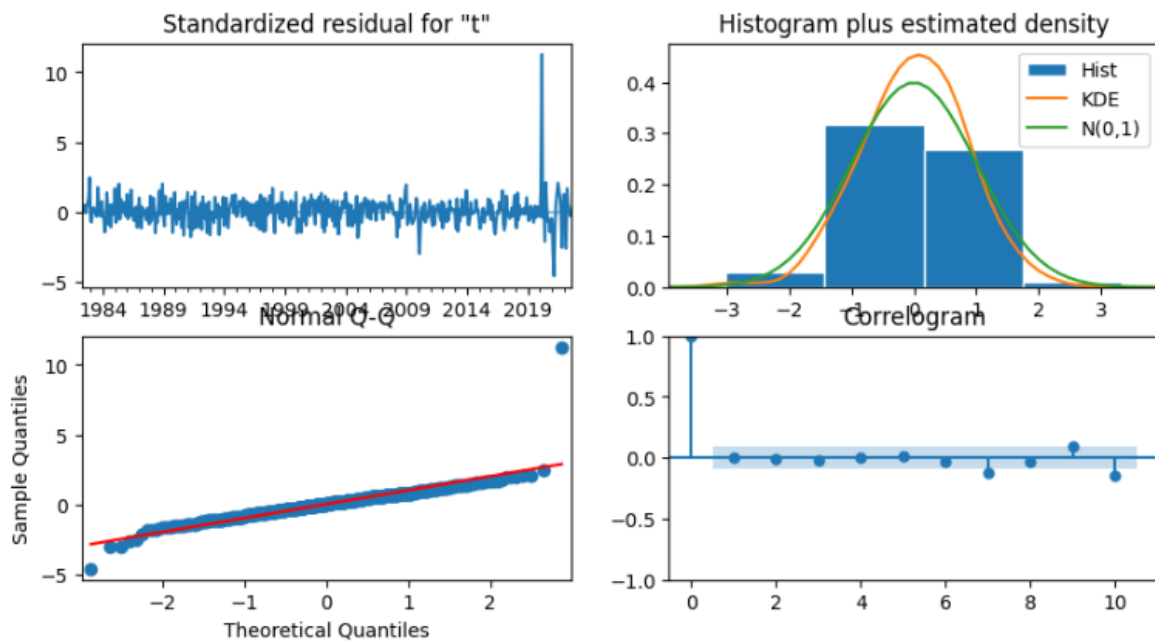 Standardized residual for "t"
10
5
0
−5
1984 1989 1994 1999 2004 2009 2014 2019
Histogram plus estimated density
Hist
KDE
N(0,1)
0.4
0.3
0.2
0.1
0.0
−3 −2 −1 0 1 2 3
Normal Q-Q
Sample Quantiles
10
5
0
−5
−2 −1 0 1 2
Theoretical Quantiles
Correlogram
1.0
0.5
0.0
−0.5
−1.0
0 2 4 6 8 10